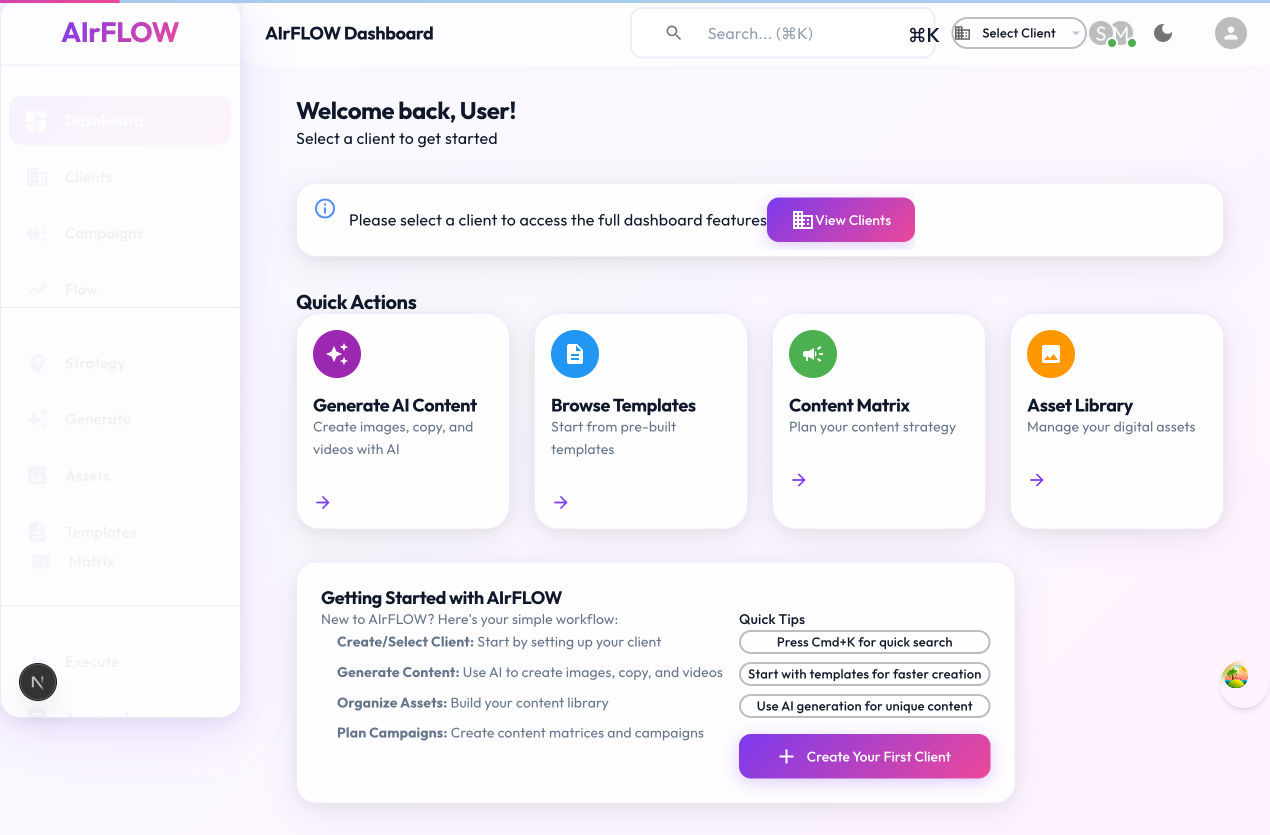 AIrFLOW
AIrFLOW Dashboard
Search... (⌘K)
⌘K
Select Client
S
M
Dashboard
Clients
Campaigns
Flow
Strategy
Generate
Assets
Templates
Matrix
Execute
N
Welcome back, User!
Select a client to get started
Please select a client to access the full dashboard features
View Clients
Quick Actions
Generate AI Content
Create images, copy, and
videos with AI
Browse Templates
Start from pre-built
templates
Content Matrix
Plan your content strategy
Asset Library
Manage your digital assets
Getting Started with AIrFLOW
New to AIrFLOW? Here's your simple workflow:
Create/Select Client: Start by setting up your client
Generate Content: Use AI to create images, copy, and videos
Organize Assets: Build your content library
Plan Campaigns: Create content matrices and campaigns
Quick Tips
Press Cmd+K for quick search
Start with templates for faster creation
Use AI generation for unique content
Create Your First Client